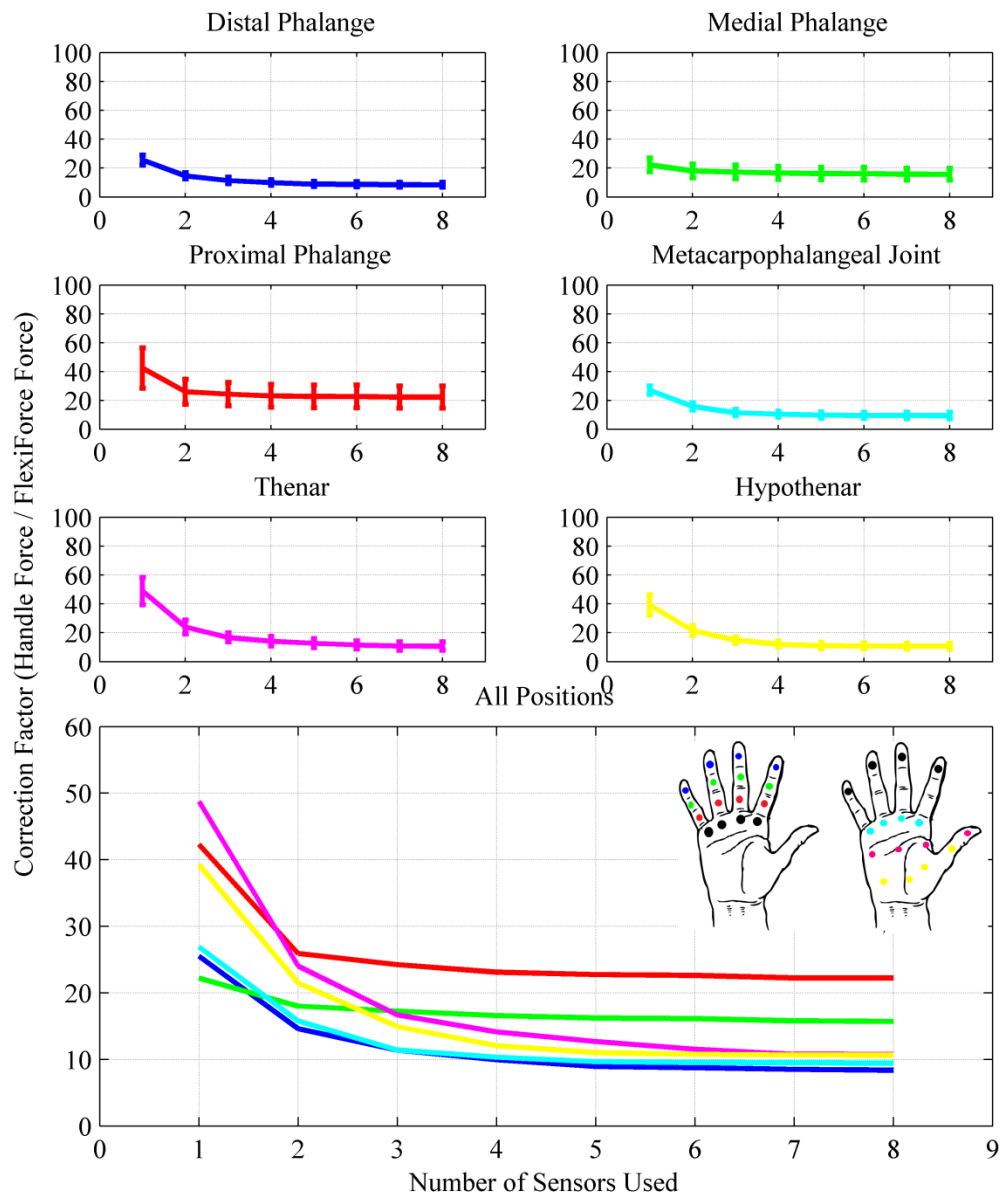 Distal Phalange
Medial Phalange
100
80
60
40
20
0
0 2 4 6 8
100
80
60
40
20
0
0 2 4 6 8
Proximal Phalange
Metacarpophalangeal Joint
100
80
60
40
20
0
0 2 4 6 8
100
80
60
40
20
0
0 2 4 6 8
Thenar
Hypothenar
100
80
60
40
20
0
0 2 4 6 8
100
80
60
40
20
0
0 2 4 6 8
Correction Factor (Handle Force / FlexiForce Force)
All Positions
60
50
40
30
20
10
0
0 1 2 3 4 5 6 7 8 9
Number of Sensors Used